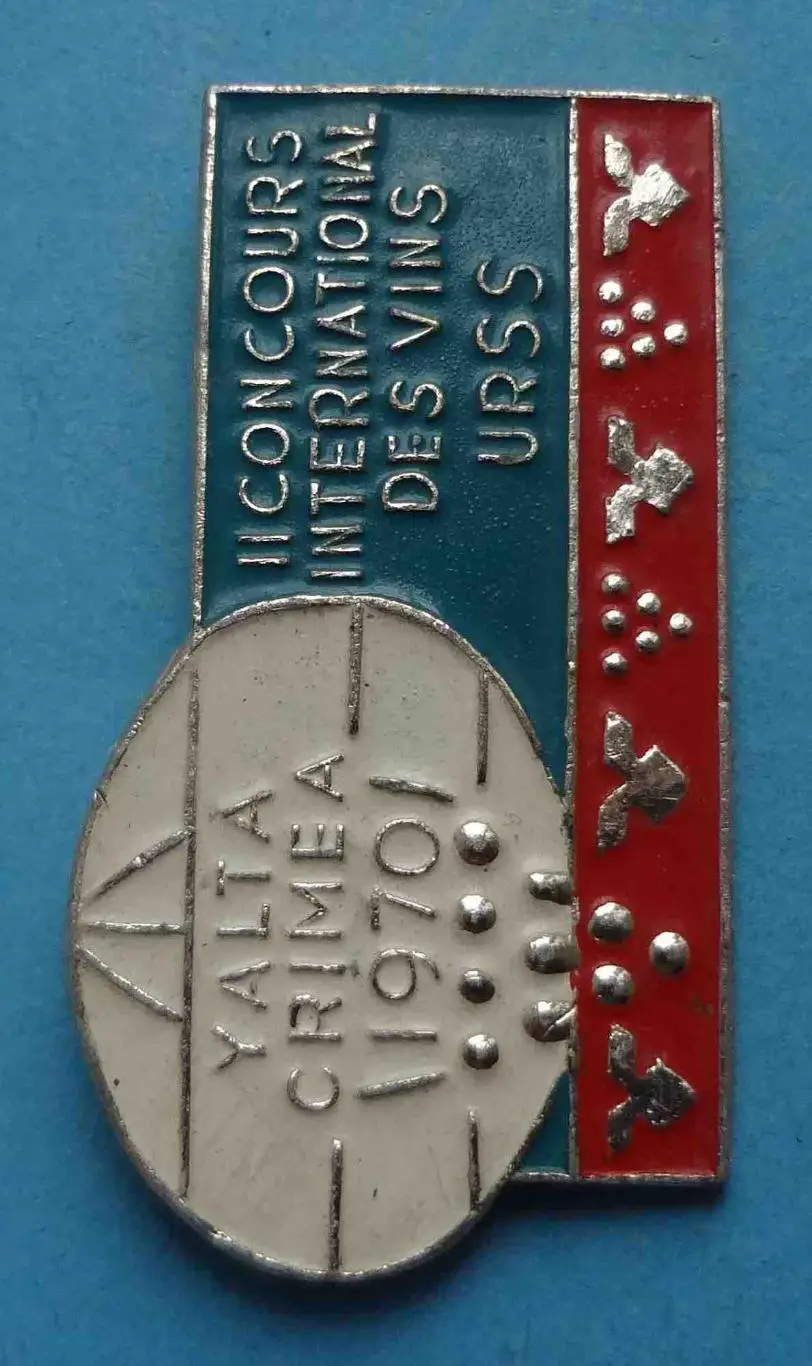 II CONCOURS
INTERNATIONAL
DES VINS
URSS
YALTA
CRIMEA
1970